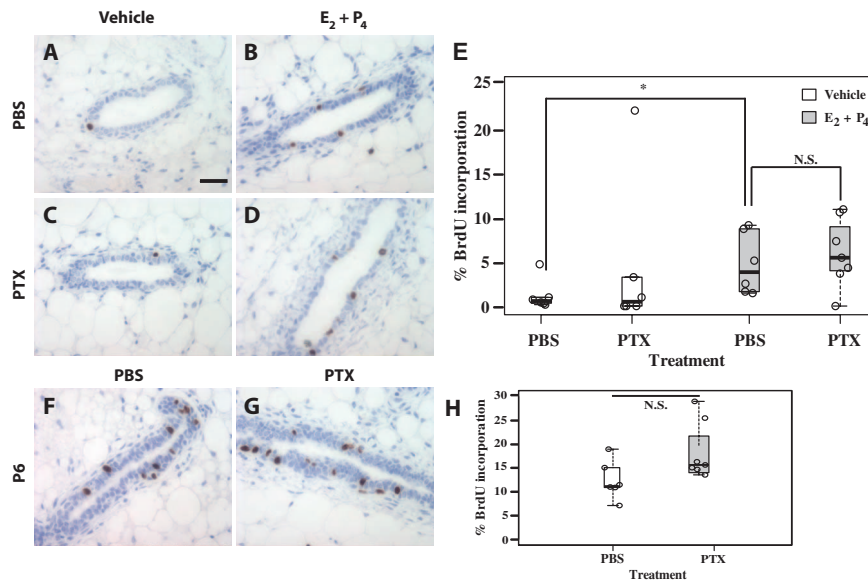 Vehicle
E2 + P4
PBS
A
B
PTX
C
D
PBS
PTX
P6
F
G
E
% BrdU incorporation
25
20
15
10
5
0
*
N.S.
Vehicle
E2 + P4
PBS
PTX
PBS
PTX
Treatment
H
% BrdU incorporation
30
25
20
15
10
5
0
N.S.
PBS
PTX
Treatment